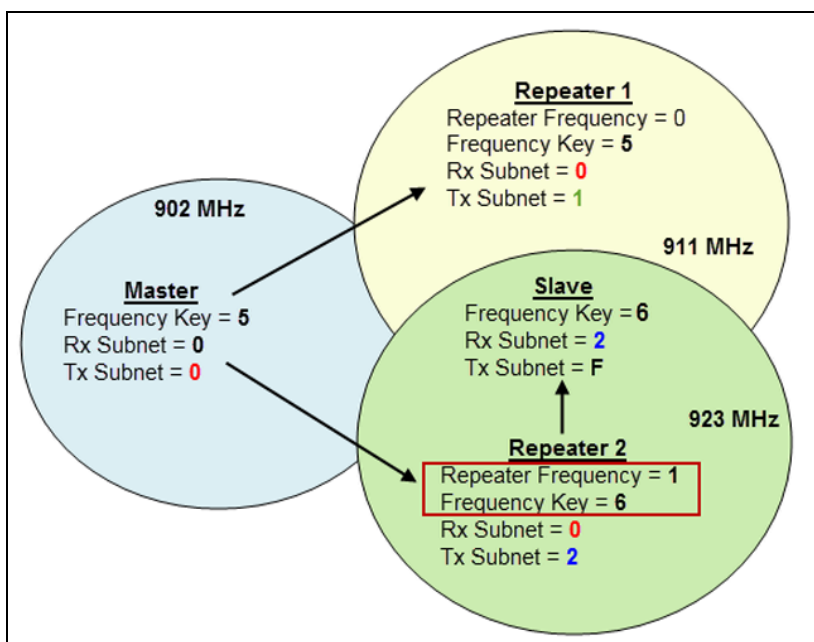 Repeater 1
Repeater Frequency = 0
Frequency Key = 5
Rx Subnet = 0
Tx Subnet = 1
911 MHz
902 MHz
Master
Frequency Key = 5
Rx Subnet = 0
Tx Subnet = 0
Slave
Frequency Key = 6
Rx Subnet = 2
Tx Subnet = F
923 MHz
Repeater 2
Repeater Frequency = 1
Frequency Key = 6
Rx Subnet = 0
Tx Subnet = 2